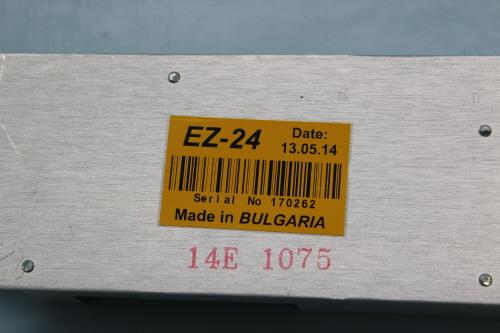 EZ-24
Date:
13.05.14
Serial No 170262
Made in BULGARIA
14E 1075